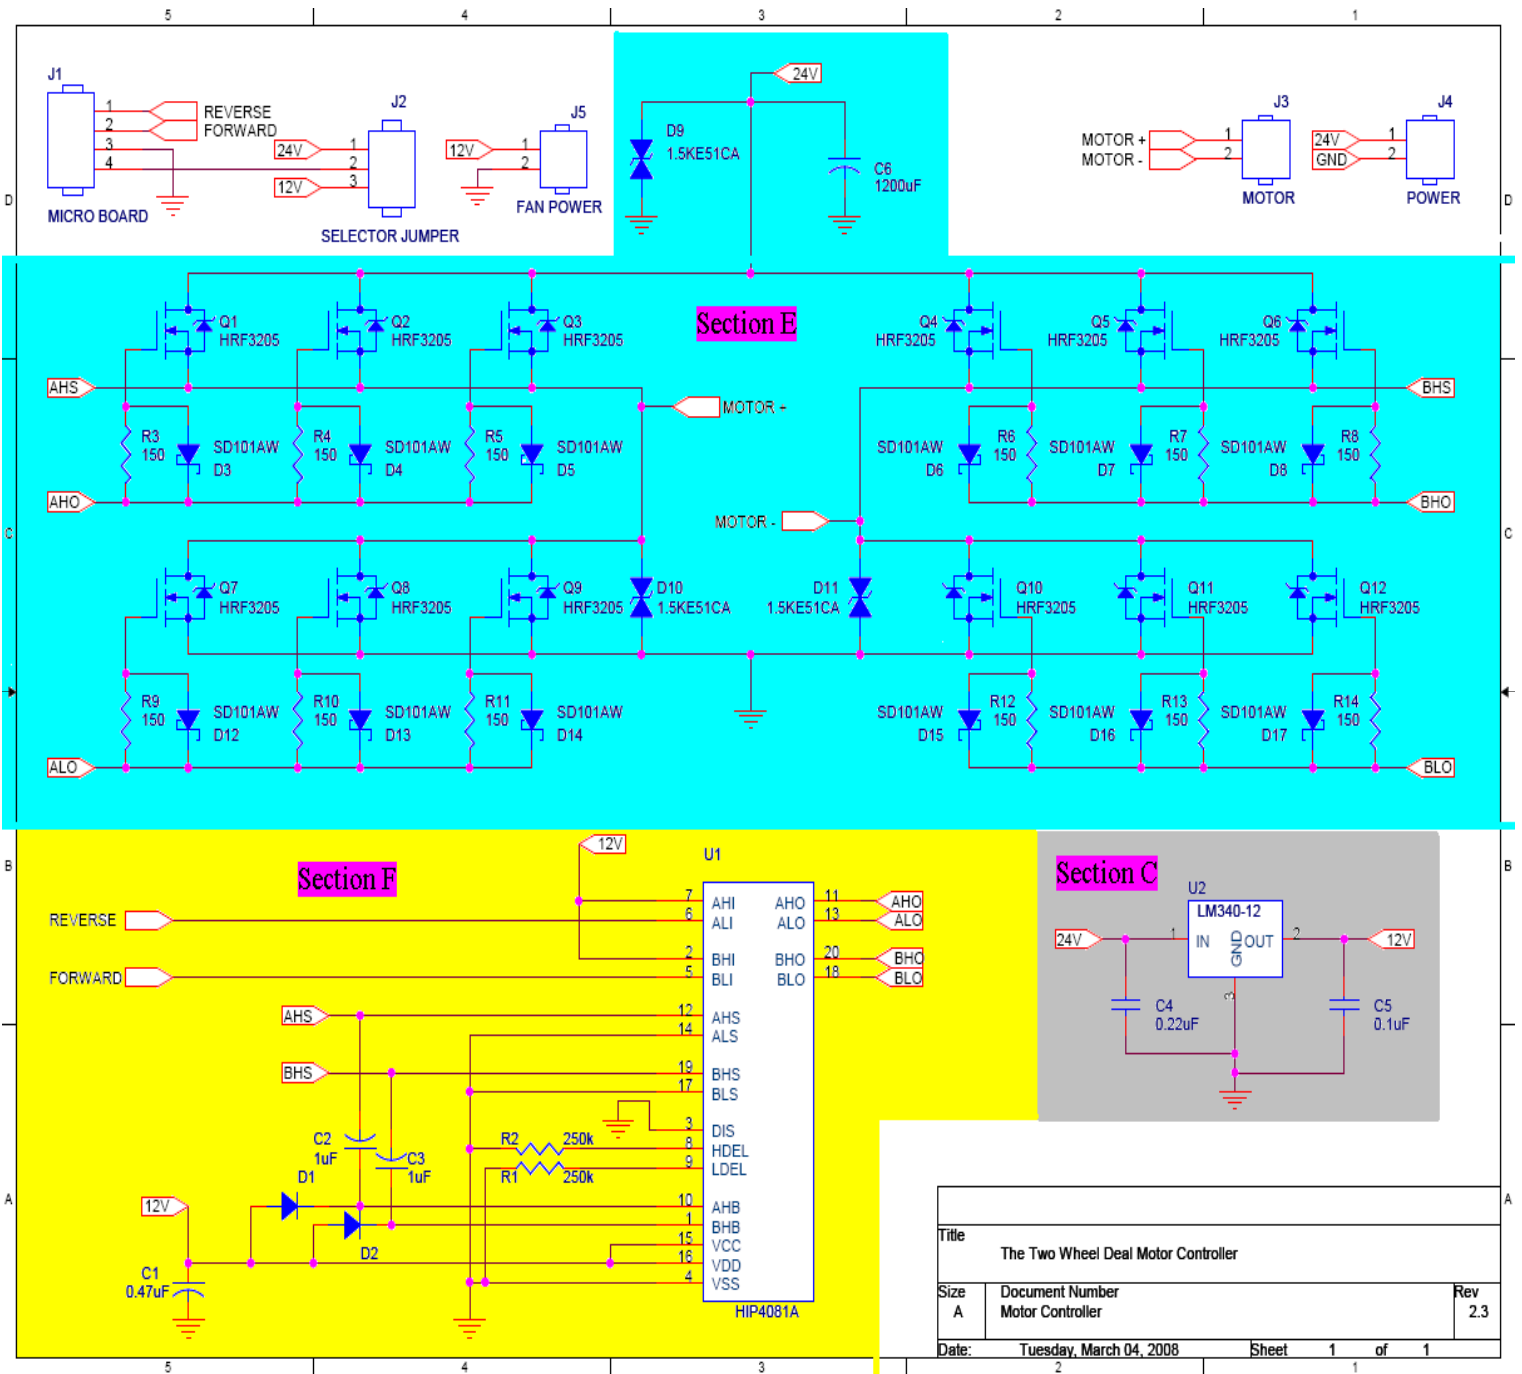 5 4 3 2 1
J1
1 REVERSE
2 FORWARD
3
4
MICRO BOARD
J2
24V 1
2
12V 3
SELECTOR JUMPER
J5
12V 1
2
FAN POWER
24V
D9
1.5KE51CA
C6
1200uF
J3
MOTOR + 1
MOTOR - 2
MOTOR
J4
24V 1
GND 2
POWER
D D
Section E
Q1
HRF3205
Q2
HRF3205
Q3
HRF3205
Q4
HRF3205
Q5
HRF3205
Q6
HRF3205
AHS
BHS
MOTOR +
R3
150
SD101AW
D3
R4
150
SD101AW
D4
R5
150
SD101AW
D5
SD101AW
D6
R6
150
SD101AW
D7
R7
150
SD101AW
D8
R8
150
AHO
BHO
MOTOR -
C C
Q7
HRF3205
Q8
HRF3205
Q9
HRF3205
D10
1.5KE51CA
D11
1.5KE51CA
Q10
HRF3205
Q11
HRF3205
Q12
HRF3205
R9
150
SD101AW
D12
R10
150
SD101AW
D13
R11
150
SD101AW
D14
SD101AW
D15
R12
150
SD101AW
D16
R13
150
SD101AW
D17
R14
150
ALO
BLO
B B
Section F
12V
U1
REVERSE
FORWARD
7 AHI
6 ALI
2 BHI
5 BLI
12 AHS
14 ALS
19 BHS
17 BLS
3 DIS
8 HDEL
9 LDEL
10 AHB
1 BHB
15 VCC
16 VDD
4 VSS
AHO 11 AHO
ALO 13 ALO
BHO 20 BHO
BLO 18 BLO
HIP4081A
AHS
BHS
C2
1uF
C3
1uF
R2 250k
R1 250k
D1
D2
12V
C1
0.47uF
Section C
U2
LM340-12
24V 1 IN GND OUT 2 12V
3
C4
0.22uF
C5
0.1uF
A A
Title
The Two Wheel Deal Motor Controller
Size Document Number Rev
A Motor Controller 2.3
Date: Tuesday, March 04, 2008 Sheet 1 of 1
5 4 3 2 1